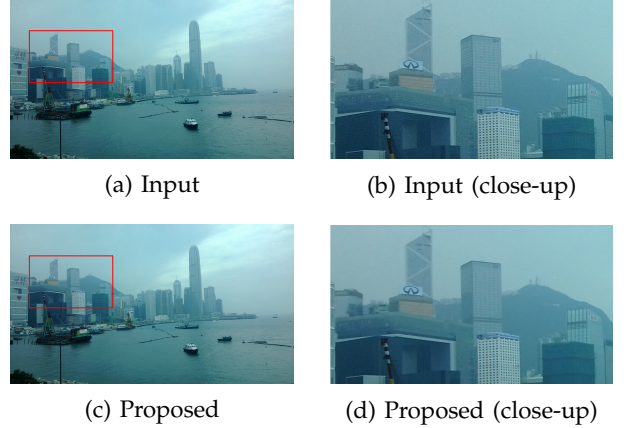 (a) Input
(b) Input (close-up)
(c) Proposed
(d) Proposed (close-up)